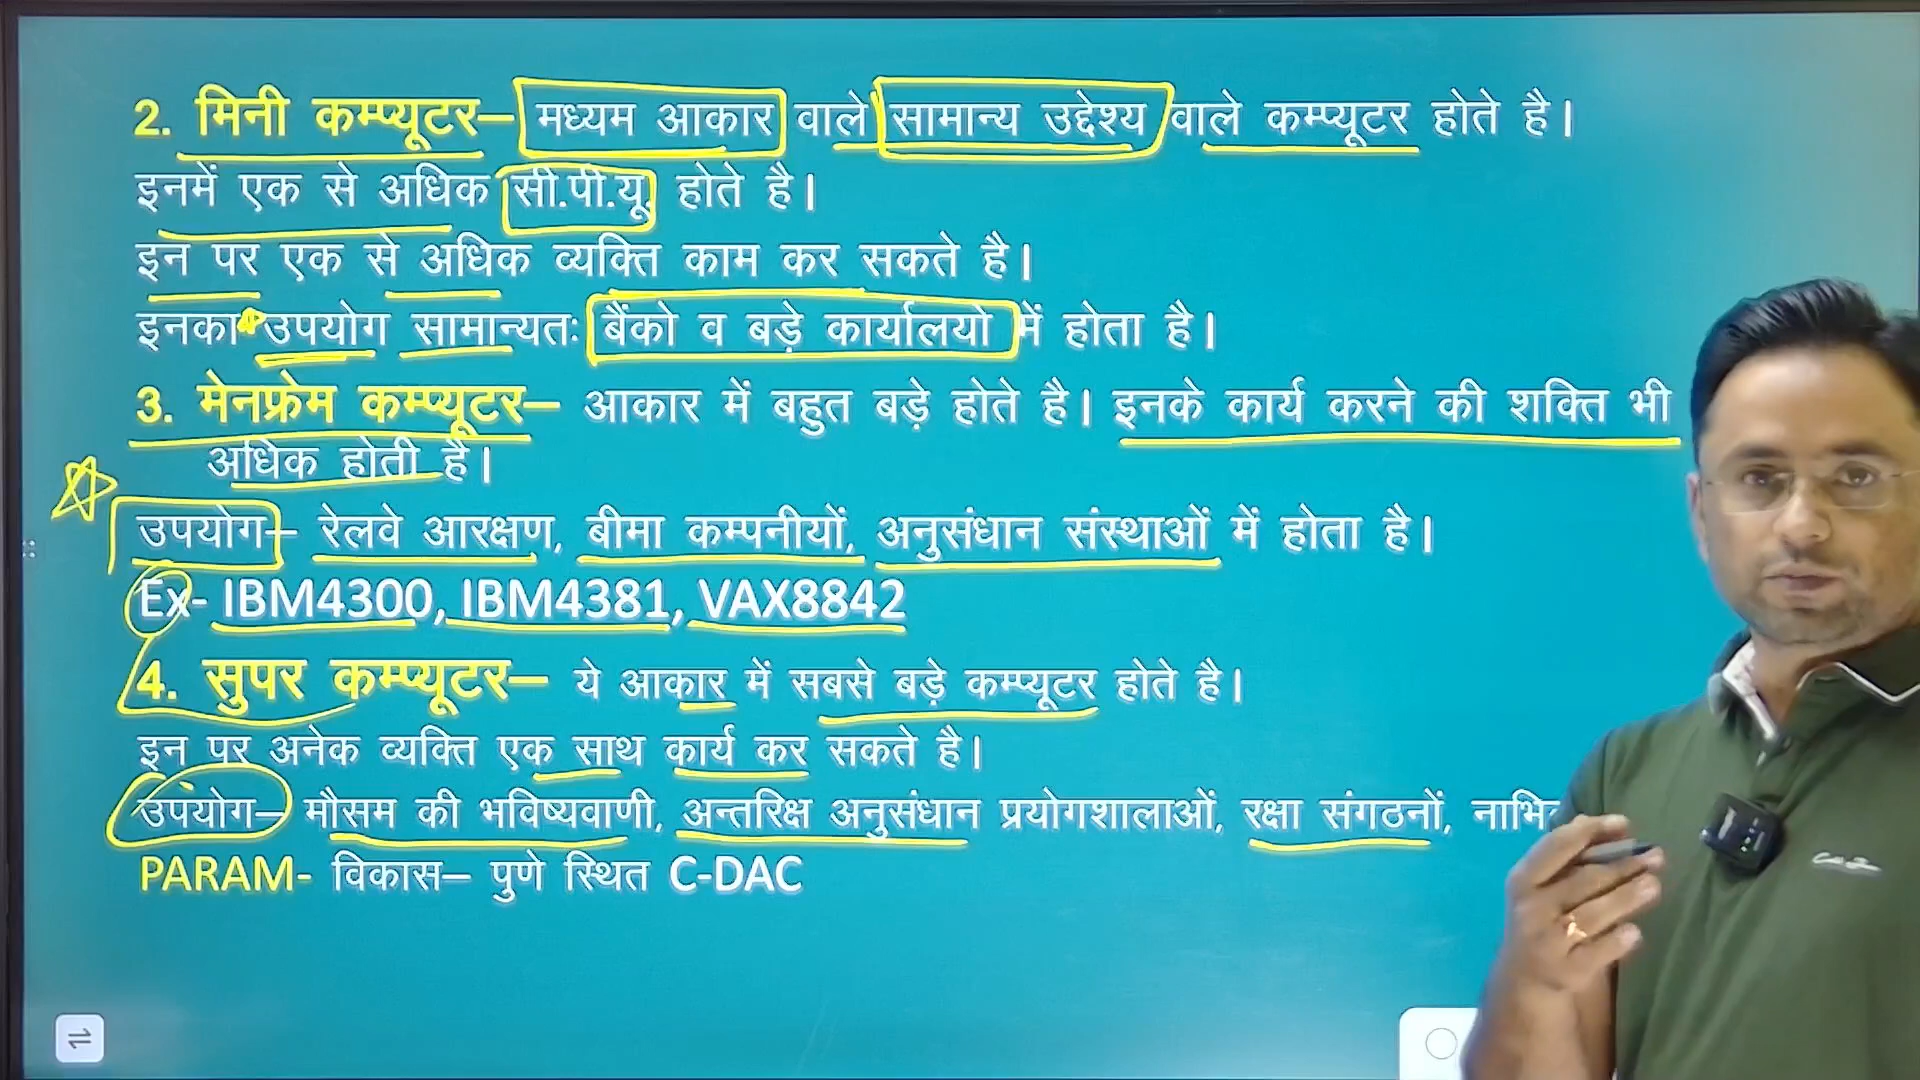 2. मिनी कम्प्यूटर– मध्यम आकार वाले सामान्य उद्देश्य वाले कम्प्यूटर होते है।
इनमें एक से अधिक सी.पी.यू. होते है।
इन पर एक से अधिक व्यक्ति काम कर सकते है।
इनका उपयोग सामान्यतः बैंको व बड़े कार्यालयो में होता है।
3. मेनफ्रेम कम्प्यूटर– आकार में बहुत बड़े होते है। इनके कार्य करने की शक्ति भी
अधिक होती है।
उपयोग– रेलवे आरक्षण, बीमा कम्पनीयों, अनुसंधान संस्थाओं में होता है।
Ex- IBM4300, IBM4381, VAX8842
4. सुपर कम्प्यूटर– ये आकार में सबसे बड़े कम्प्यूटर होते है।
इन पर अनेक व्यक्ति एक साथ कार्य कर सकते है।
उपयोग– मौसम की भविष्यवाणी, अन्तरिक्ष अनुसंधान प्रयोगशालाओं, रक्षा संगठनों,
PARAM- विकास– पुणे स्थित C-DAC